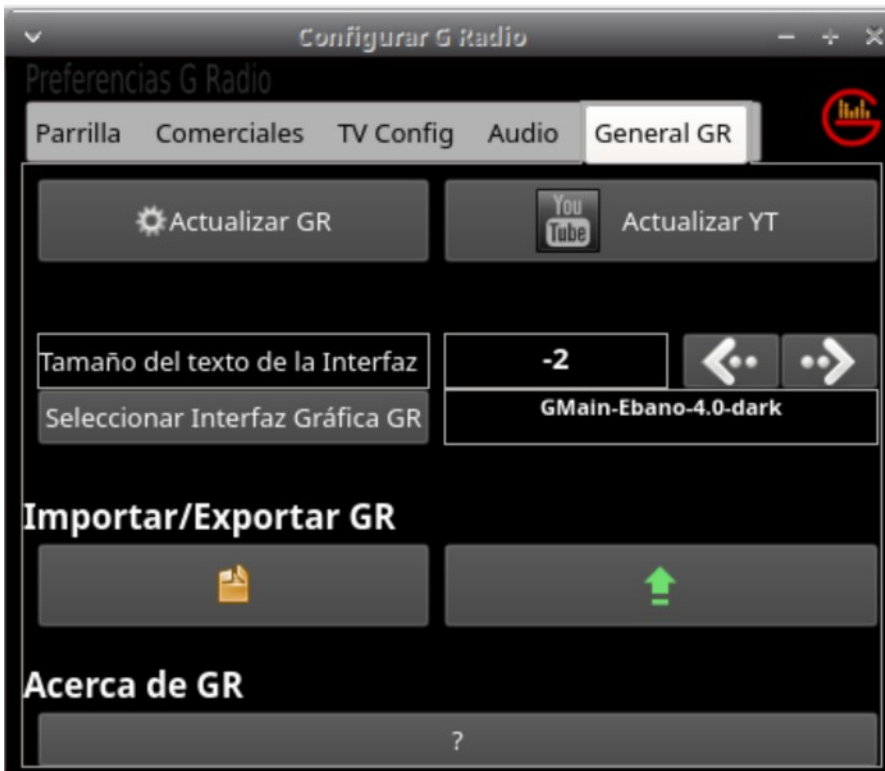 Configurar G Radio
Preferencias G Radio
Parrilla Comerciales TV Config Audio General GR
Actualizar GR
You Tube Actualizar YT
Tamaño del texto de la Interfaz -2
Seleccionar Interfaz Gráfica GR GMain-Ebano-4.0-dark
Importar/Exportar GR
Acerca de GR
?